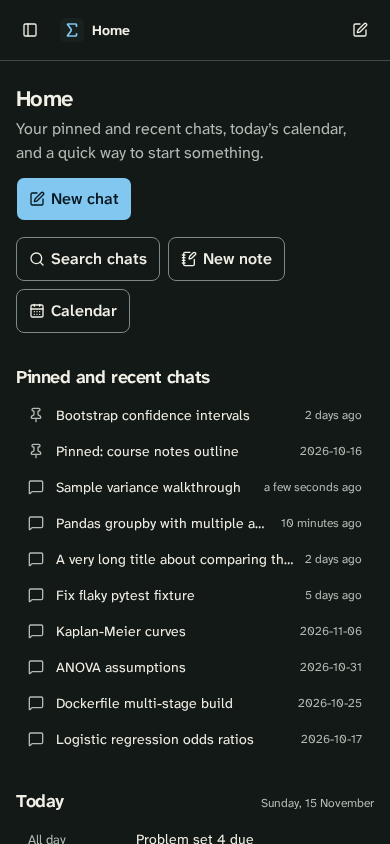 Home
Home
Your pinned and recent chats, today's calendar,
and a quick way to start something.
New chat
Search chats
New note
Calendar
Pinned and recent chats
Bootstrap confidence intervals 2 days ago
Pinned: course notes outline 2026-10-16
Sample variance walkthrough a few seconds ago
Pandas groupby with multiple a... 10 minutes ago
A very long title about comparing th... 2 days ago
Fix flaky pytest fixture 5 days ago
Kaplan-Meier curves 2026-11-06
ANOVA assumptions 2026-10-31
Dockerfile multi-stage build 2026-10-25
Logistic regression odds ratios 2026-10-17
Today Sunday, 15 November
All day Problem set 4 due